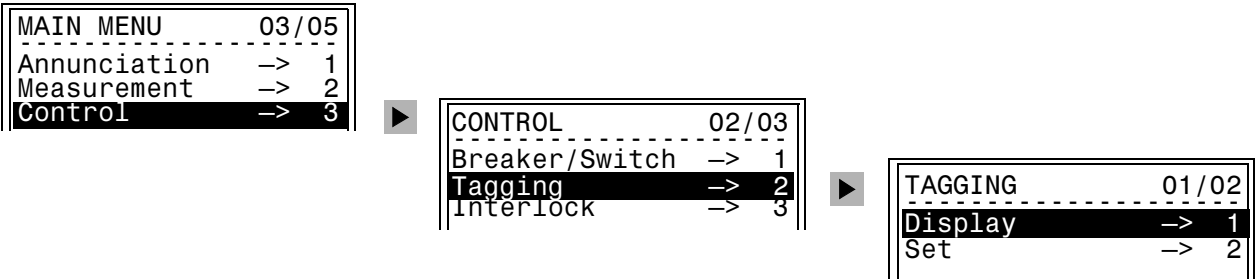 MAIN MENU 03/05
--------------------
Annunciation —> 1
Measurement —> 2
Control —> 3
CONTROL 02/03
--------------------
Breaker/Switch —> 1
Tagging —> 2
Interlock —> 3
TAGGING 01/02
--------------------
Display —> 1
Set —> 2